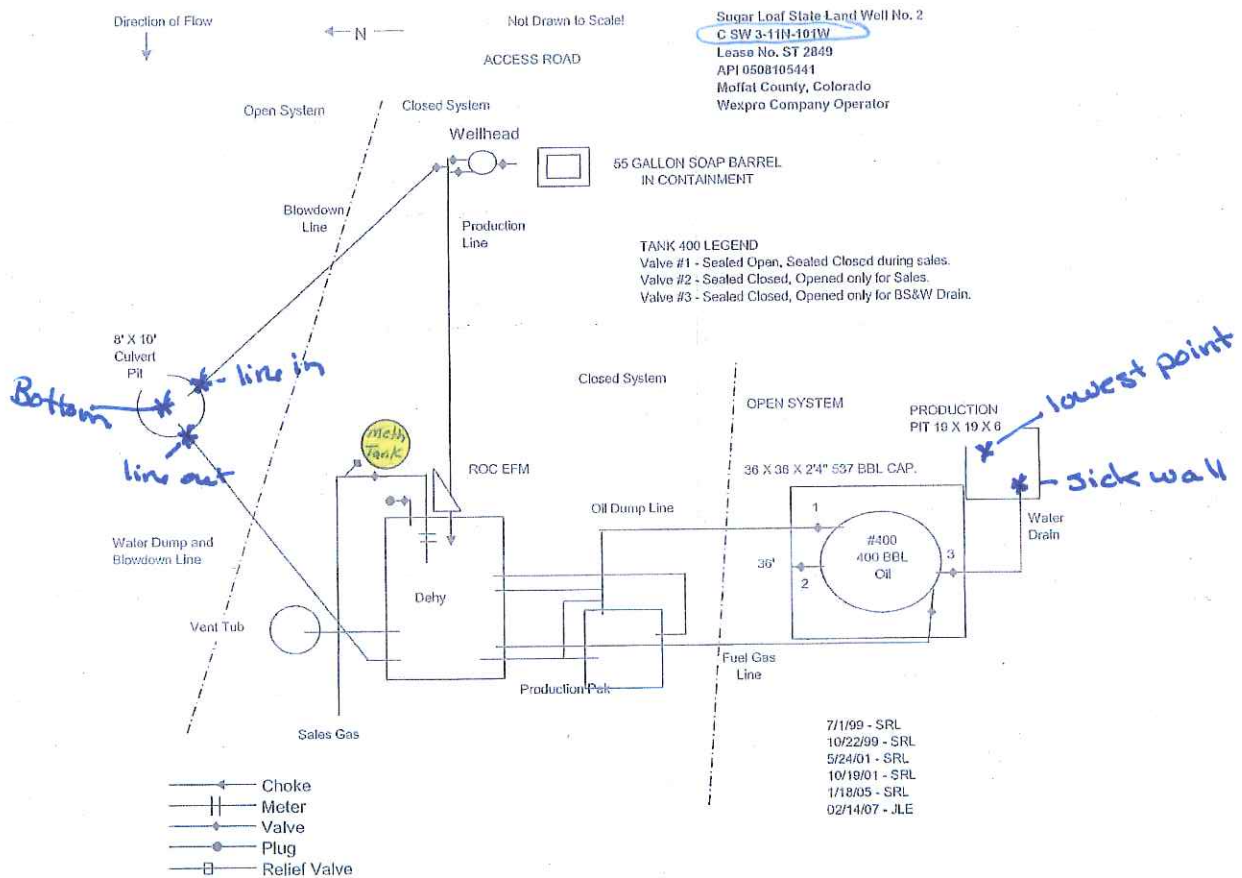 Direction of Flow
N
Not Drawn to Scale!
ACCESS ROAD
Sugar Loaf State Land Well No. 2
C SW 3-11N-101W
Lease No. ST 2849
API 0508105441
Moffat County, Colorado
Wexpro Company Operator
Open System
Closed System
Wellhead
55 GALLON SOAP BARREL
IN CONTAINMENT
Blowdown
Line
Production
Line
TANK 400 LEGEND
Valve #1 - Sealed Open, Sealed Closed during sales.
Valve #2 - Sealed Closed, Opened only for Sales.
Valve #3 - Sealed Closed, Opened only for BS&W Drain.
8' X 10'
Culvert
Pit
line in
Bottom
line out
Closed System
OPEN SYSTEM
PRODUCTION
PIT 19 X 19 X 6
lowest point
side wall
Meth
Tank
ROC EFM
36 X 36 X 2'4" 537 BBL CAP.
Oil Dump Line
1
#400
400 BBL
Oil
36'
2
3
Water
Drain
Water Dump and
Blowdown Line
Dehy
Vent Tub
Production Pak
Fuel Gas
Line
Sales Gas
7/1/99 - SRL
10/22/99 - SRL
5/24/01 - SRL
10/19/01 - SRL
1/18/05 - SRL
02/14/07 - JLE
Choke
Meter
Valve
Plug
Relief Valve